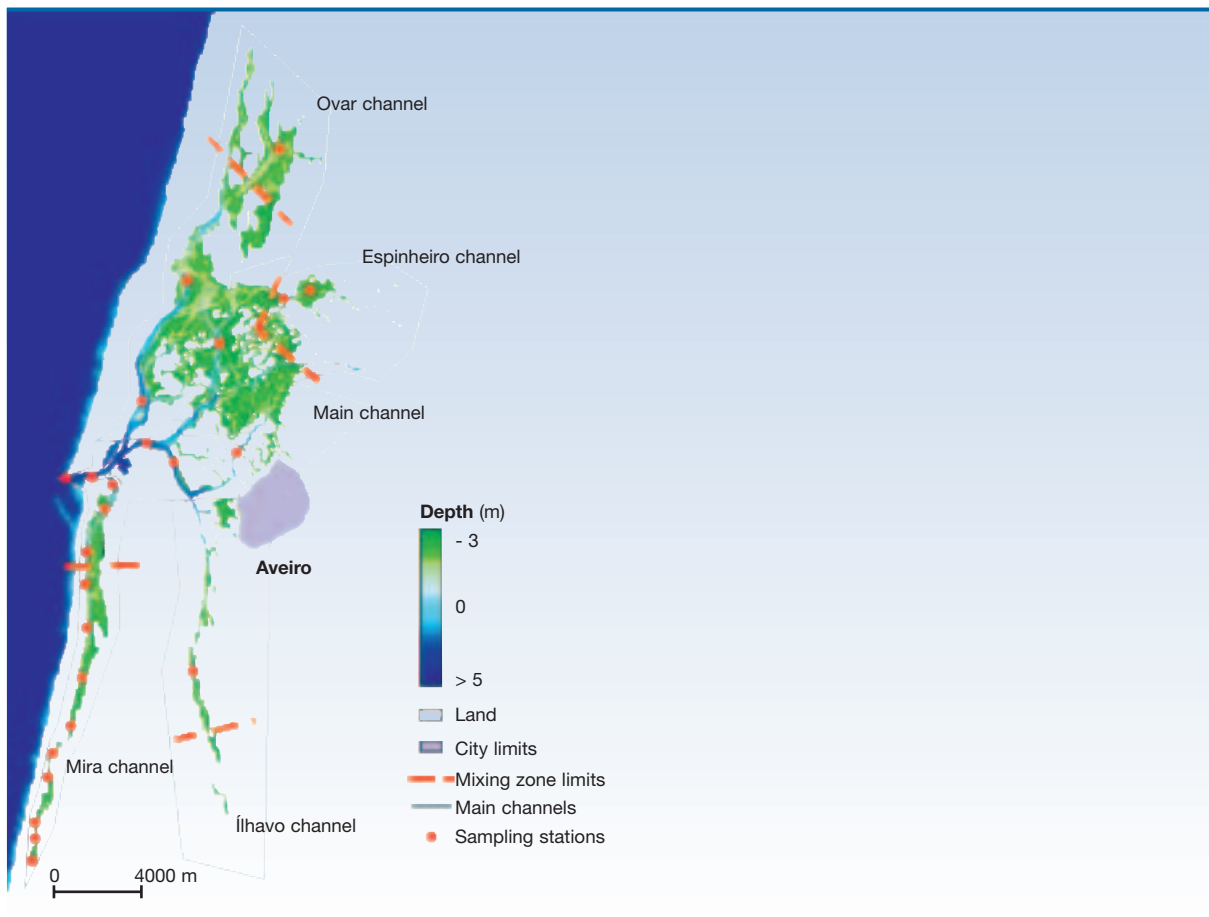 Ovar channel
Espinheiro channel
Main channel
Aveiro
Mira channel
Ílhavo channel
0 4000 m
Depth (m)
- 3
0
> 5
Land
City limits
Mixing zone limits
Main channels
Sampling stations